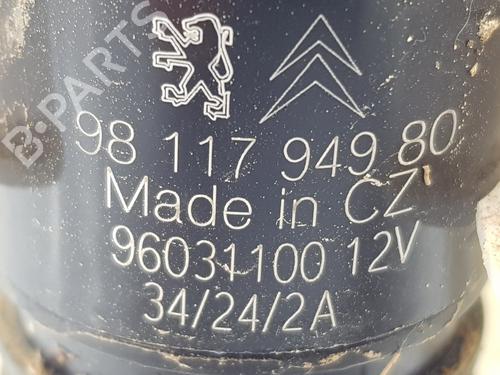 B-PARTS
98 117 949 80
Made in CZ
96031100 12V
34/24/2A